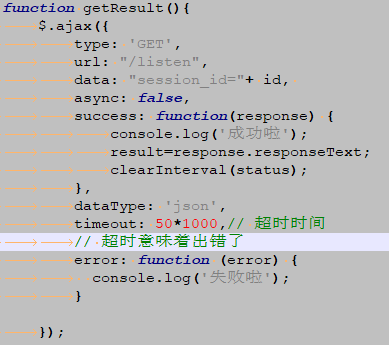 function getResult(){
$.ajax({
type: 'GET',
url: "/listen",
data: "session_id="+ id,
async: false,
success: function(response) {
console.log('成功啦');
result=response.responseText;
clearInterval(status);
},
dataType: 'json',
timeout: 50*1000,// 超时时间
// 超时意味着出错了
error: function (error) {
console.log('失败啦');
}
});